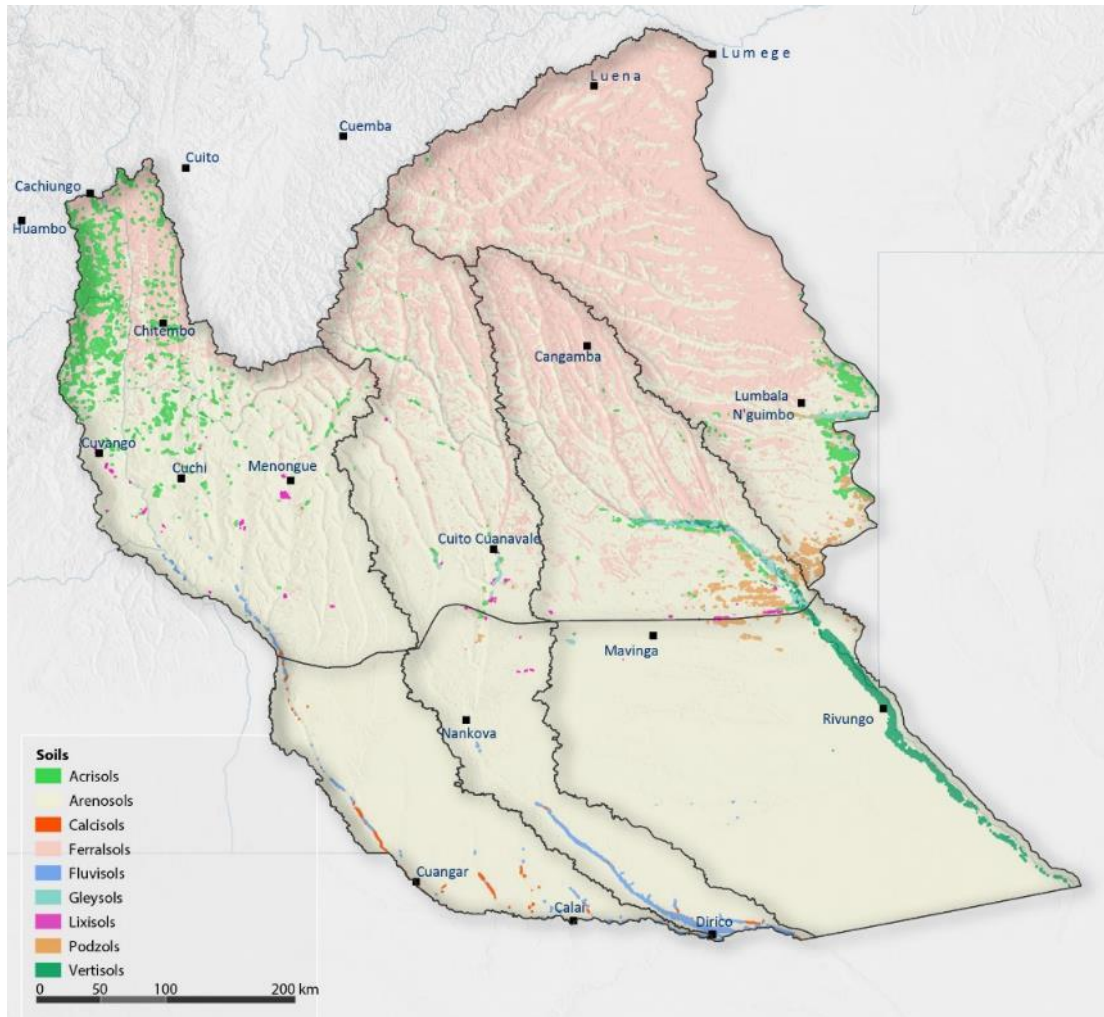 Lumege
Luena
Cuemba
Cuito
Cachiungo
Huambo
Chitembo
Cangamba
Lumbala
N'guimbo
Cuvango
Cuchi
Menongue
Cuito Cuanavale
Mavinga
Rivungo
Nankova
Cuangar
Calai
Dirico
Soils
Acrisols
Arenosols
Calcisols
Ferralsols
Fluvisols
Gleysols
Lixisols
Podzols
Vertisols
0 50 100 200 km